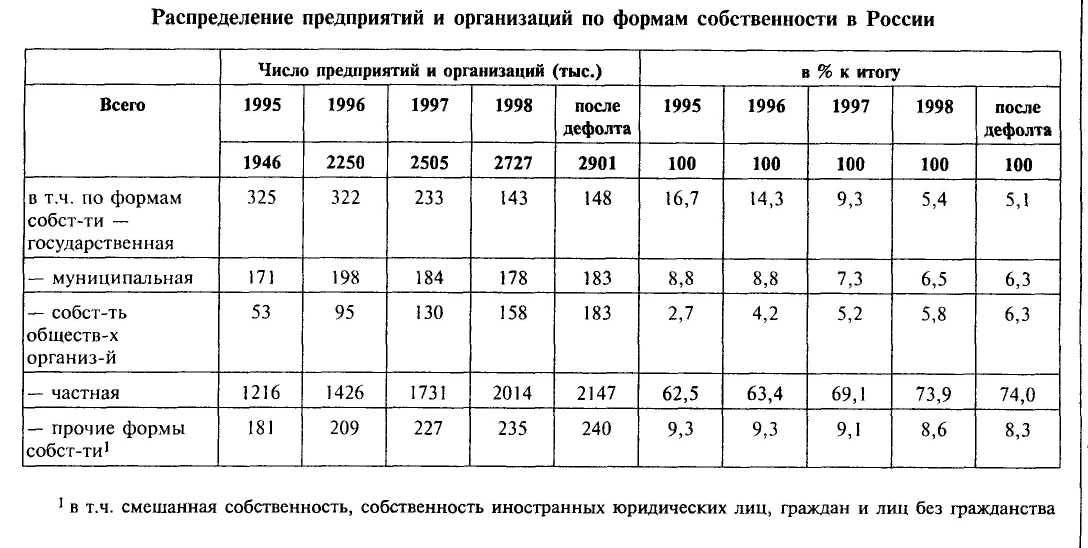 Распределение предприятий и организаций по формам собственности в России
Число предприятий и организаций (тыс.) в % к итогу
Всего 1995 1996 1997 1998 после дефолта 1995 1996 1997 1998 после дефолта
1946 2250 2505 2727 2901 100 100 100 100 100
в т.ч. по формам 325 322 233 143 148 16,7 14,3 9,3 5,4 5,1
собст-ти —
государственная
— муниципальная 171 198 184 178 183 8,8 8,8 7,3 6,5 6,3
— собст-ть 53 95 130 158 183 2,7 4,2 5,2 5,8 6,3
обществ-х
организ-й
— частная 1216 1426 1731 2014 2147 62,5 63,4 69,1 73,9 74,0
— прочие формы 181 209 227 235 240 9,3 9,3 9,1 8,6 8,3
собст-ти¹
¹ в т.ч. смешанная собственность, собственность иностранных юридических лиц, граждан и лиц без гражданства